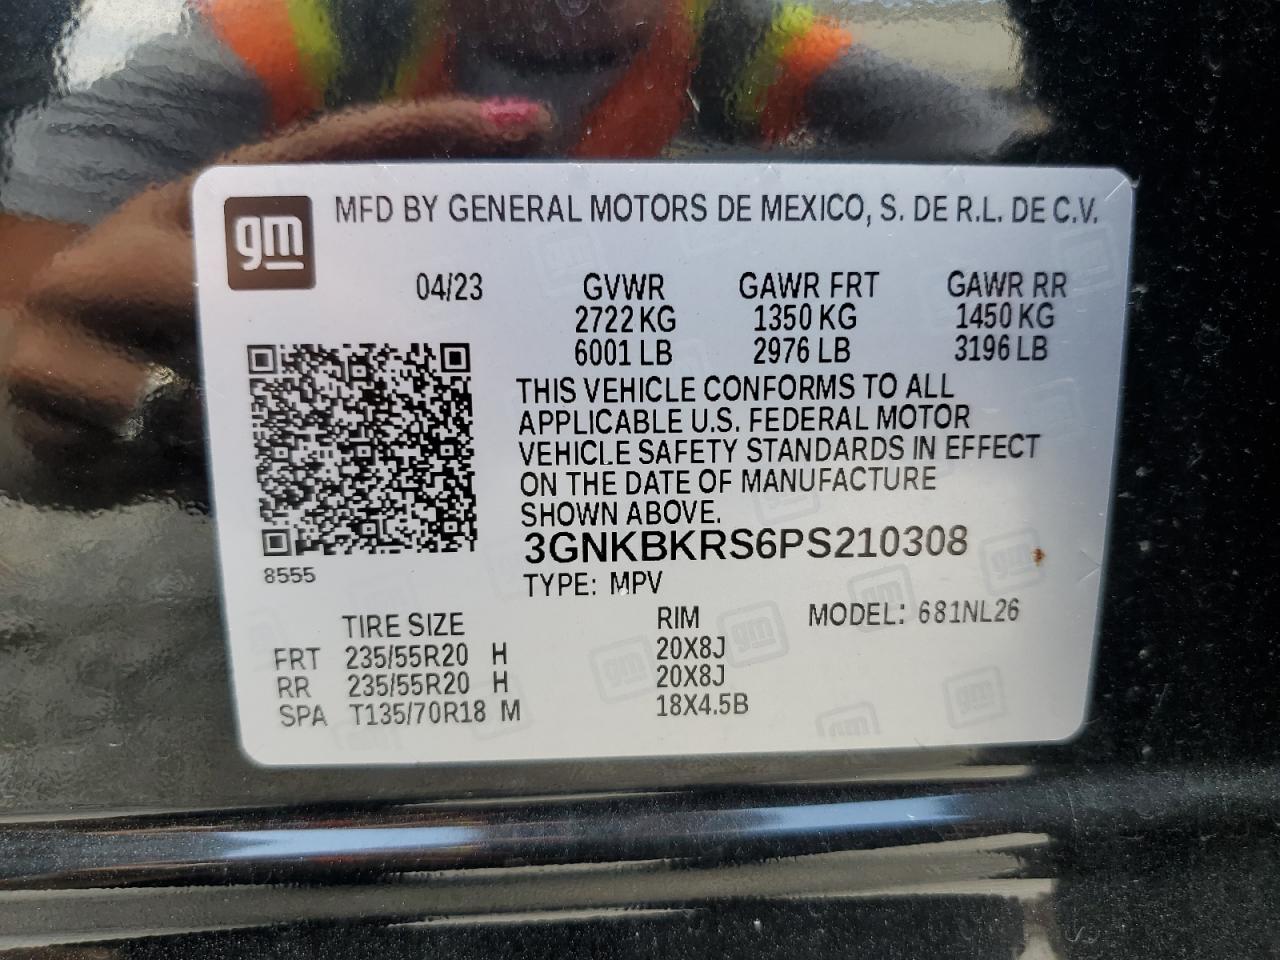 gm
MFD BY GENERAL MOTORS DE MEXICO, S. DE R.L. DE C.V.
04/23 GVWR GAWR FRT GAWR RR
2722 KG 1350 KG 1450 KG
6001 LB 2976 LB 3196 LB
THIS VEHICLE CONFORMS TO ALL
APPLICABLE U.S. FEDERAL MOTOR
VEHICLE SAFETY STANDARDS IN EFFECT
ON THE DATE OF MANUFACTURE
SHOWN ABOVE.
3GNKBKRS6PS210308
8555
TYPE: MPV
TIRE SIZE RIM MODEL: 681NL26
FRT 235/55R20 H 20X8J
RR 235/55R20 H 20X8J
SPA T135/70R18 M 18X4.5B